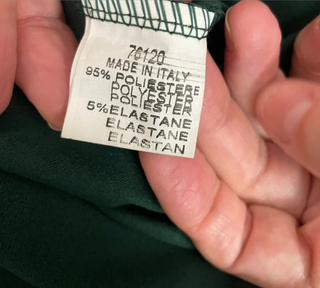 76120
MADE IN ITALY
95% POLIESTERE
POLYESTER
POLIESTER
5% ELASTANE
ELASTANE
ELASTAN